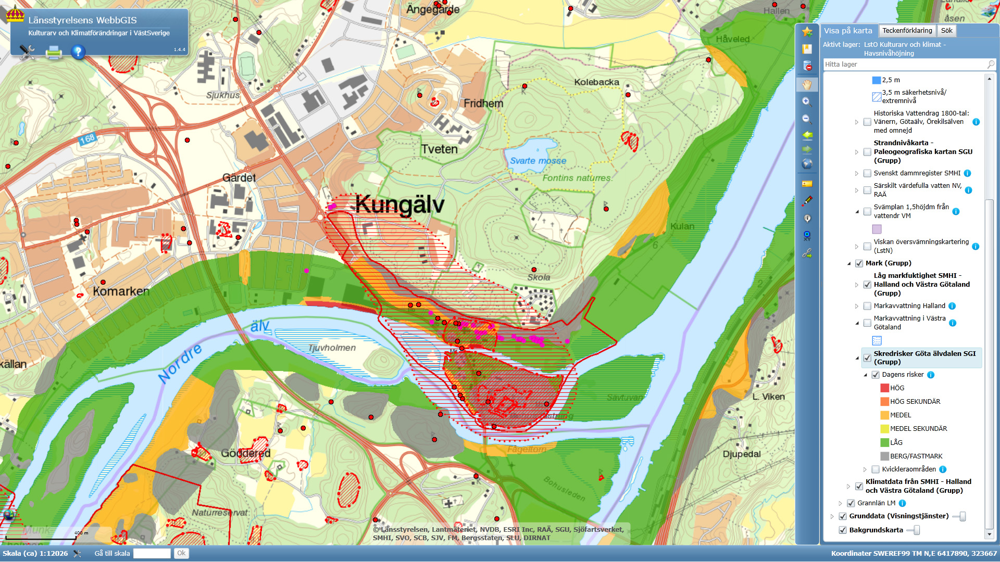 Länsstyrelsens WebbGIS
Kulturarv och Klimatförändringar i VästSverige
1.4.4
Ängegärde
Hallen
åsen
Håveled
Kolebacka
Sjukhus
Fridhem
168
Tveten
Svarte mosse
Fontins naturres.
Gärdet
Kungälv
Kulan
6
Skola
2
Komarken
älv
Tjuvholmen
Nordre
källan
Savtuvan
L. Viken
Göddered
Fågeltorn
Djupedal
Bohusleden
Naturreservat
Munk
holmen
400 m
© Länsstyrelsen, Lantmäteriet, NVDB, ESRI Inc, RAÄ, SGU, Sjöfartsverket,
SMHI, SVO, SCB, SJV, FM, Bergsstaten, SLU, DIRNAT
Visa på karta
Teckenförklaring
Sök
Aktivt lager: LstO Kulturarv och klimat -
Havsnivåhöjning
Hitta lager
2,5 m
3,5 m säkerhetsnivå/
extremnivå
Historiska Vattendrag 1800-tal:
Vänern, Götaälv, Örekilsälven
med omnejd
Strandnivåkarta -
Paleogeografiska kartan SGU
(Grupp)
Svenskt dammregister SMHI
Särskilt värdefulla vatten NV,
RAÄ
Svämplan 1,5höjdm från
vattendr VM
Viskan översvämningskartering
(LstN)
Mark (Grupp)
Låg markfuktighet SMHI -
Halland och Västra Götaland
(Grupp)
Markavvattning Halland
Markavvattning i Västra
Götaland
Skredrisker Göta älvdalen SGI
(Grupp)
Dagens risker
HÖG
HÖG SEKUNDÄR
MEDEL
MEDEL SEKUNDÄR
LÅG
BERG/FASTMARK
Kvickleraområden
Klimatdata från SMHI - Halland
och Västra Götaland (Grupp)
Grannlän LM
Grunddata (Visningstjänster)
Bakgrundskarta
Skala (ca) 1:12026
Gå till skala
Ok
Koordinater SWEREF99 TM N,E 6417890, 323667